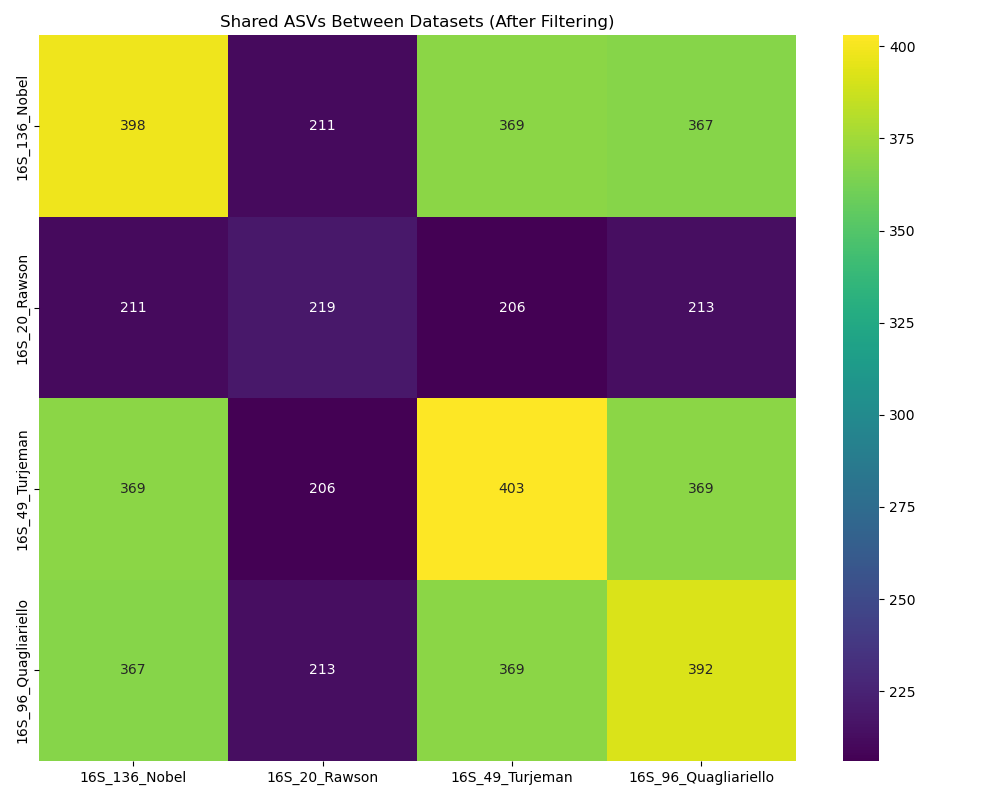 Shared ASVs Between Datasets (After Filtering)
16S_136_Nobel
398 211 369 367
16S_20_Rawson
211 219 206 213
16S_49_Turjeman
369 206 403 369
16S_96_Quagliariello
367 213 369 392
16S_136_Nobel 16S_20_Rawson 16S_49_Turjeman 16S_96_Quagliariello
400
375
350
325
300
275
250
225